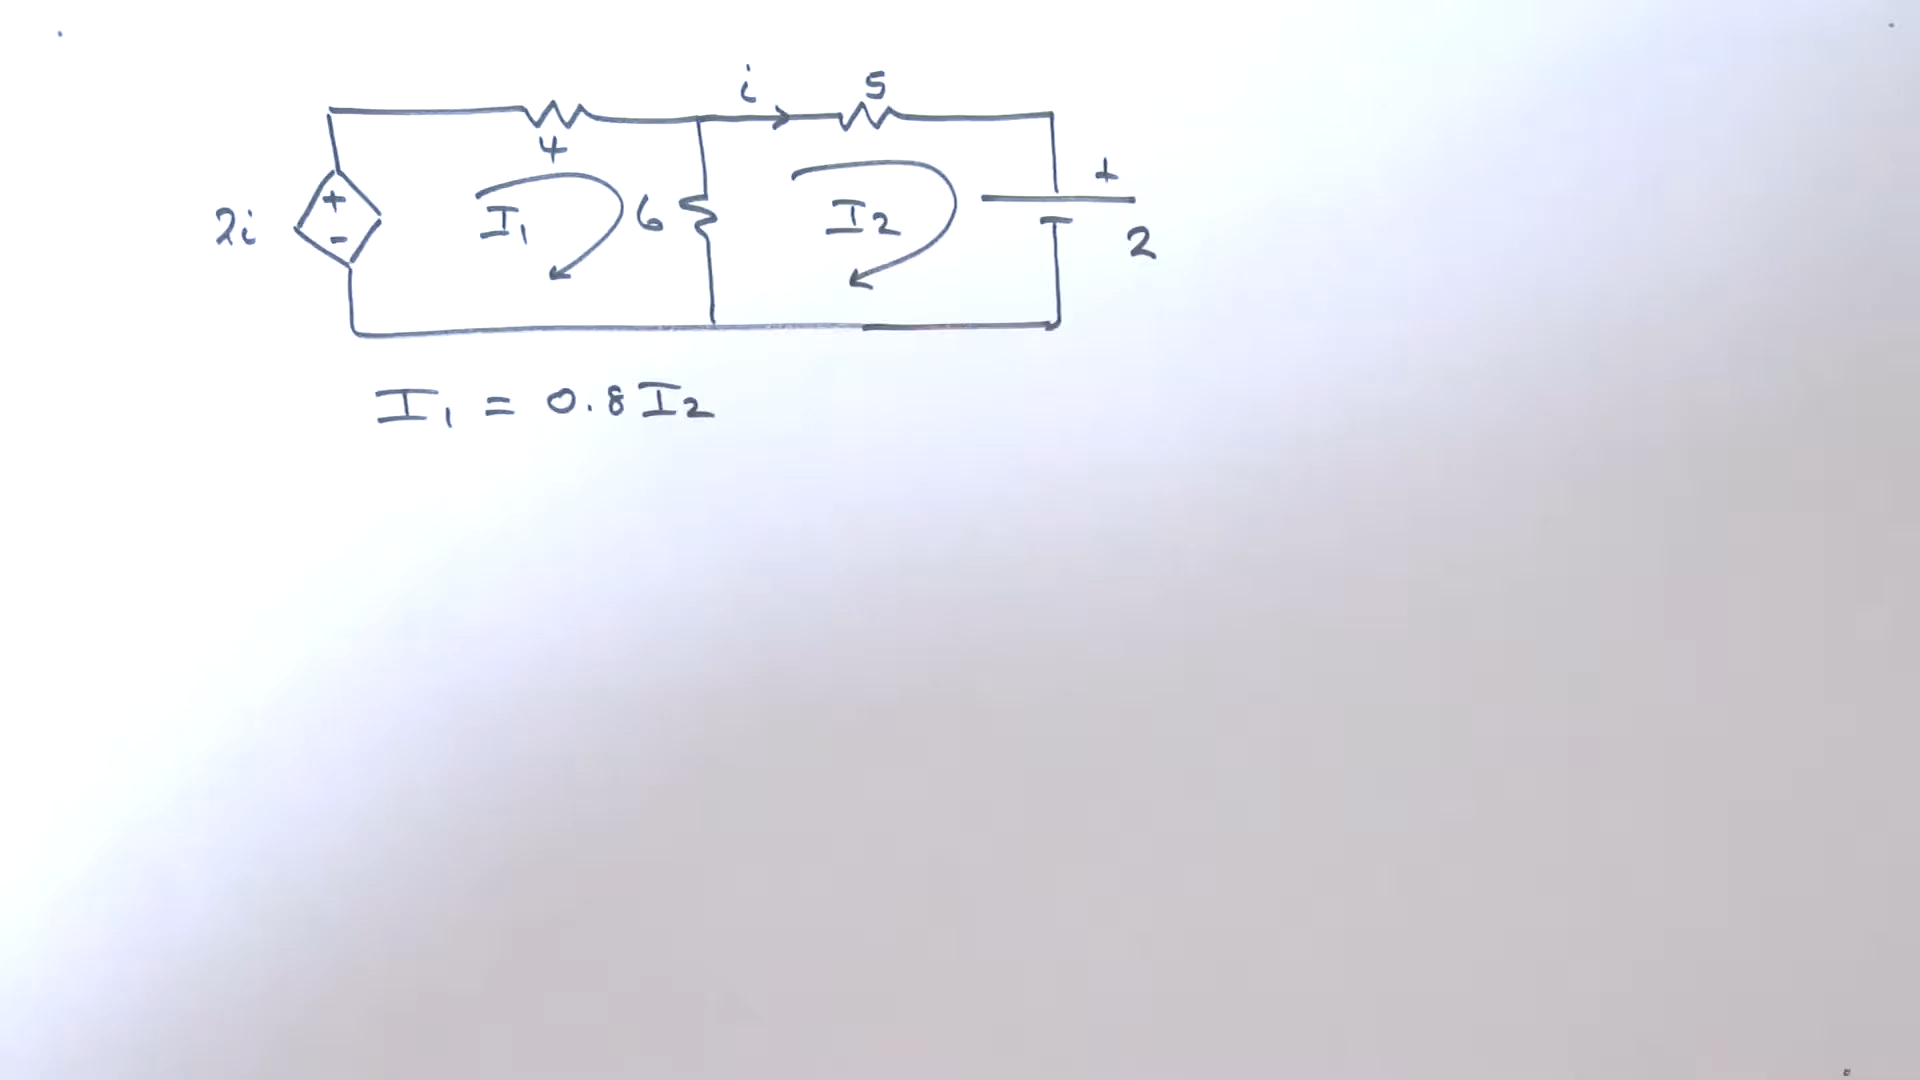 i 5
4
+
+
2i I₁ 6 I₂
-
2
I₁ = 0.8 I₂